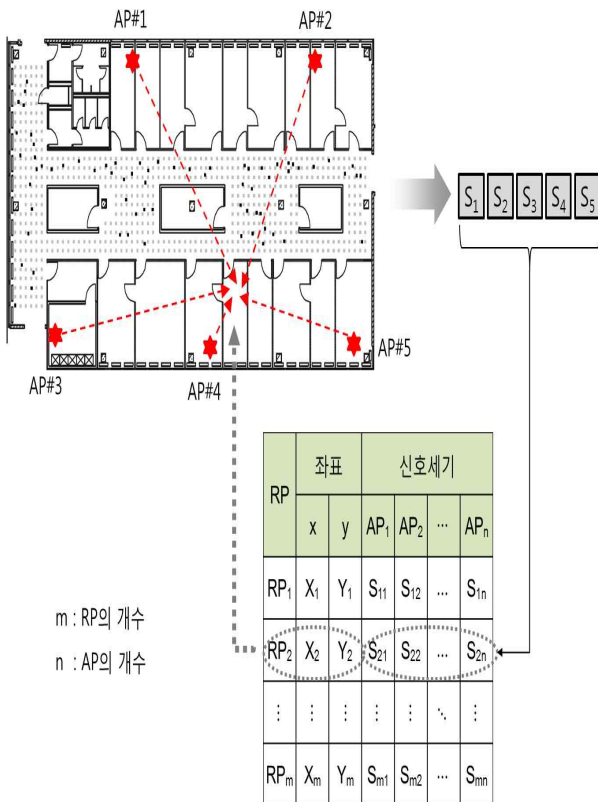 AP#1
AP#2
S₁ S₂ S₃ S₄ S₅
AP#3
AP#4
AP#5
RP 좌표 신호세기
x y AP₁ AP₂ ... APₙ
RP₁ X₁ Y₁ S₁₁ S₁₂ ... S₁ₙ
RP₂ X₂ Y₂ S₂₁ S₂₂ ... S₂ₙ
⋮ ⋮ ⋮ ⋮ ⋮ ⋱ ⋮
RPₘ Xₘ Yₘ Sₘ₁ Sₘ₂ ... Sₘₙ
m : RP의 개수
n : AP의 개수